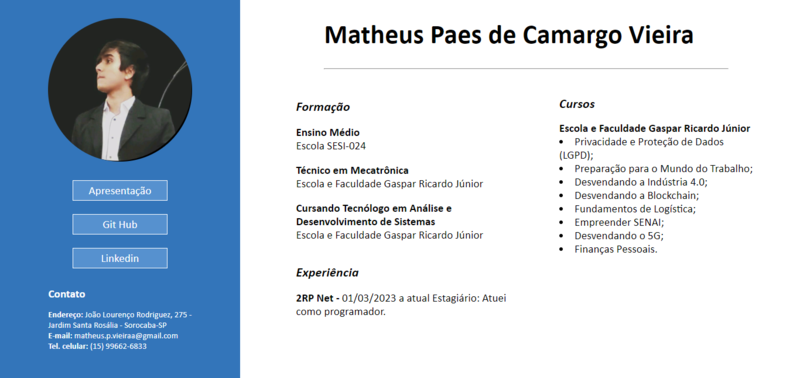 Matheus Paes de Camargo Vieira
Apresentação
Git Hub
Linkedin
Contato
Endereço: João Lourenço Rodriguez, 275 -
Jardim Santa Rosália - Sorocaba-SP
E-mail: matheus.p.vieiraa@gmail.com
Tel. celular: (15) 99662-6833
Formação
Ensino Médio
Escola SESI-024
Técnico em Mecatrônica
Escola e Faculdade Gaspar Ricardo Júnior
Cursando Tecnólogo em Análise e
Desenvolvimento de Sistemas
Escola e Faculdade Gaspar Ricardo Júnior
Experiência
2RP Net - 01/03/2023 a atual Estagiário: Atuei
como programador.
Cursos
Escola e Faculdade Gaspar Ricardo Júnior
• Privacidade e Proteção de Dados
(LGPD);
• Preparação para o Mundo do Trabalho;
• Desvendando a Indústria 4.0;
• Desvendando a Blockchain;
• Fundamentos de Logística;
• Empreender SENAI;
• Desvendando o 5G;
• Finanças Pessoais.